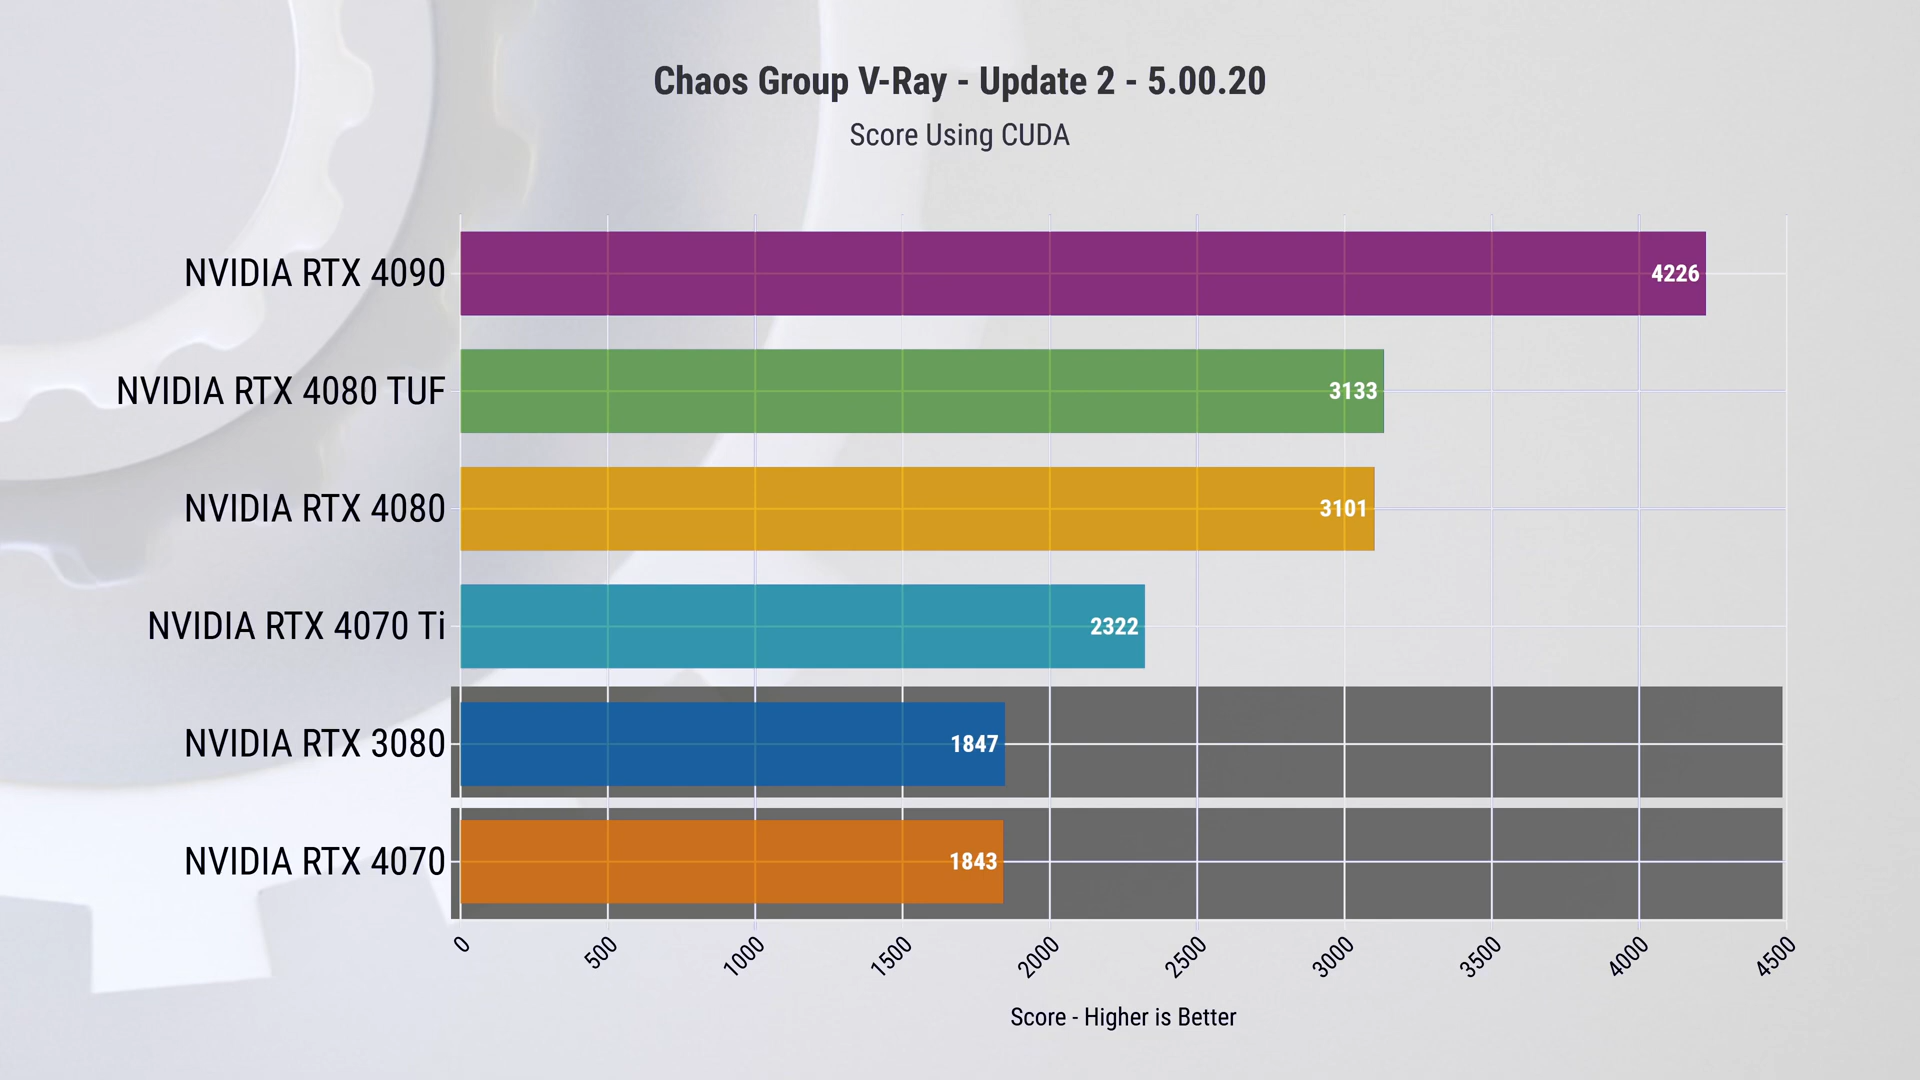 Chaos Group V-Ray - Update 2 - 5.00.20
Score Using CUDA
NVIDIA RTX 4090 4226
NVIDIA RTX 4080 TUF 3133
NVIDIA RTX 4080 3101
NVIDIA RTX 4070 Ti 2322
NVIDIA RTX 3080 1847
NVIDIA RTX 4070 1843
0 500 1000 1500 2000 2500 3000 3500 4000 4500
Score - Higher is Better